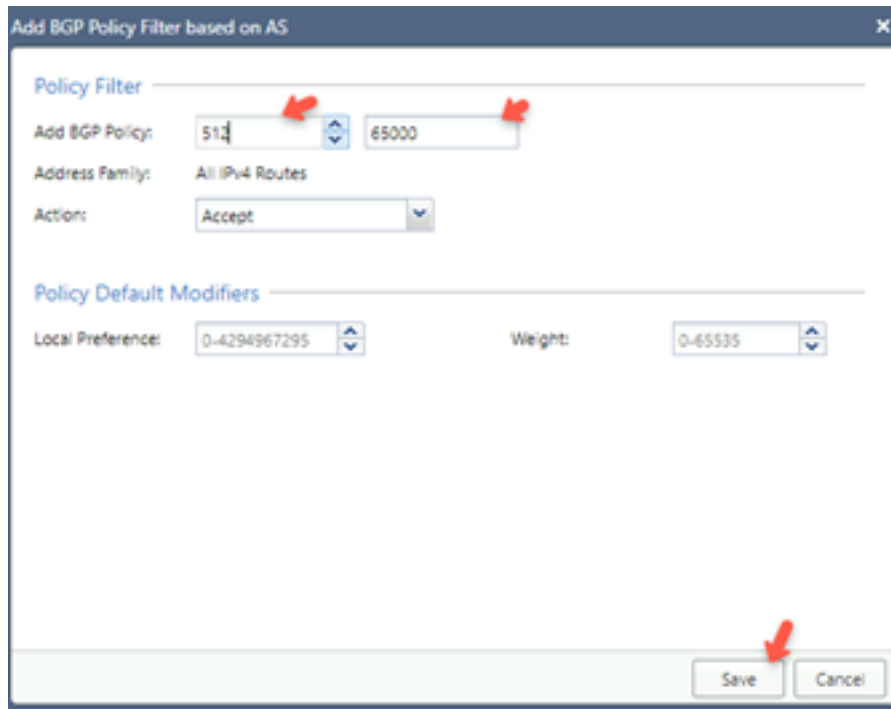 Add BGP Policy Filter based on AS
Policy Filter
Add BGP Policy: 512 65000
Address Family: All IPv4 Routes
Action: Accept
Policy Default Modifiers
Local Preference: 0-4294967295 Weight: 0-65535
Save Cancel